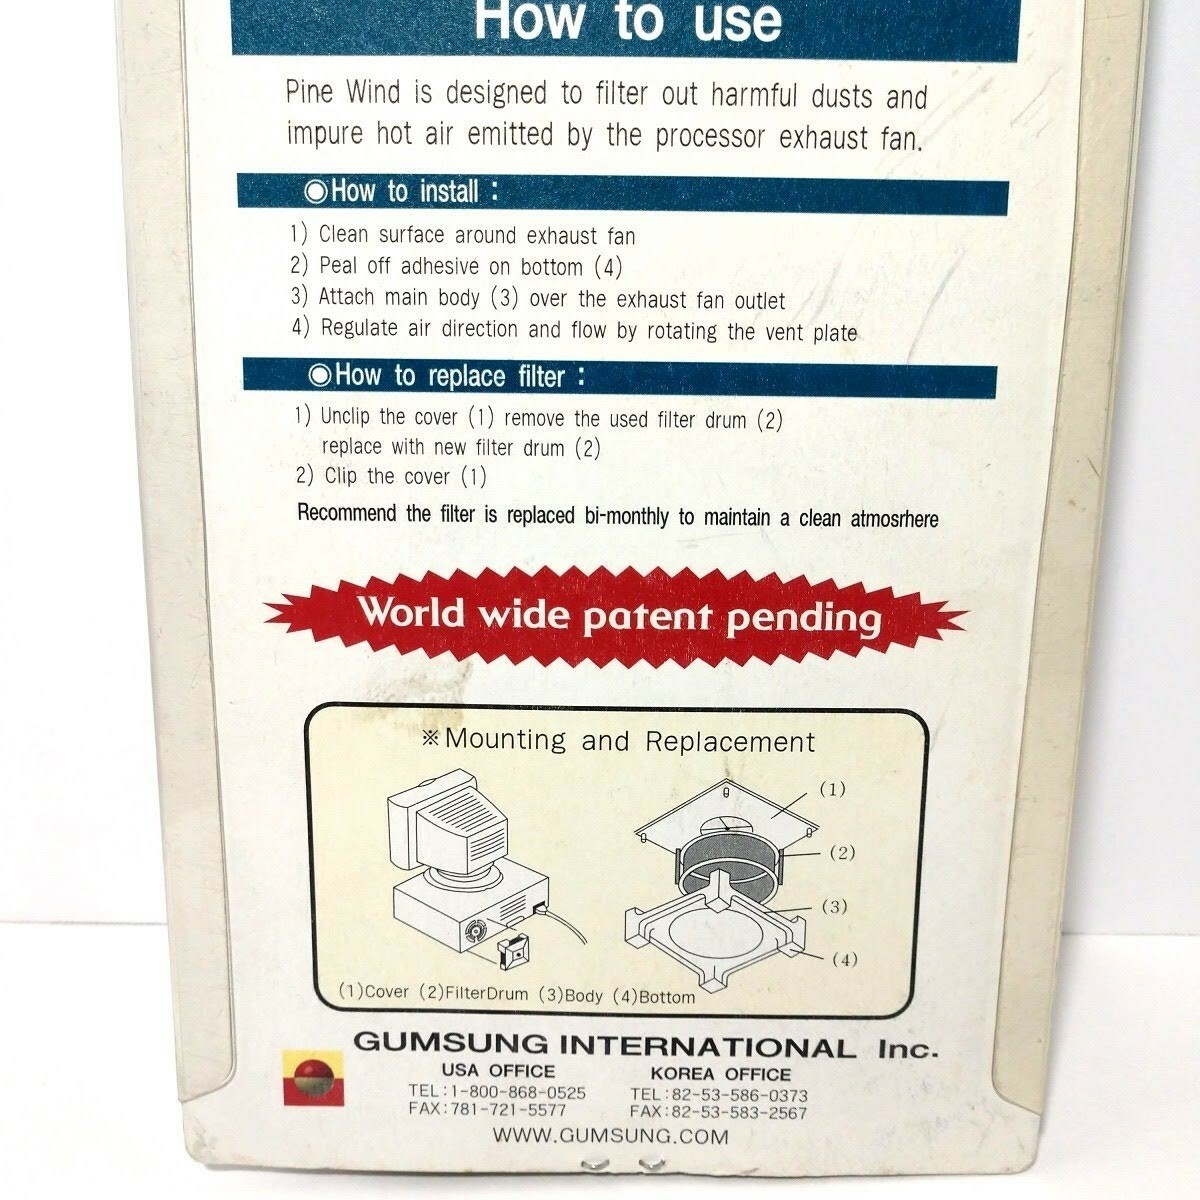 How to use
Pine Wind is designed to filter out harmful dusts and
impure hot air emitted by the processor exhaust fan.
◉How to install :
1) Clean surface around exhaust fan
2) Peal off adhesive on bottom (4)
3) Attach main body (3) over the exhaust fan outlet
4) Regulate air direction and flow by rotating the vent plate
◉How to replace filter :
1) Unclip the cover (1) remove the used filter drum (2)
replace with new filter drum (2)
2) Clip the cover (1)
Recommend the filter is replaced bi-monthly to maintain a clean atmosrhere
World wide patent pending
※Mounting and Replacement
(1)
(2)
(3)
(4)
(1)Cover (2)FilterDrum (3)Body (4)Bottom
GUMSUNG INTERNATIONAL Inc.
USA OFFICE
TEL:1-800-868-0525
FAX:781-721-5577
KOREA OFFICE
TEL:82-53-586-0373
FAX:82-53-583-2567
WWW.GUMSUNG.COM